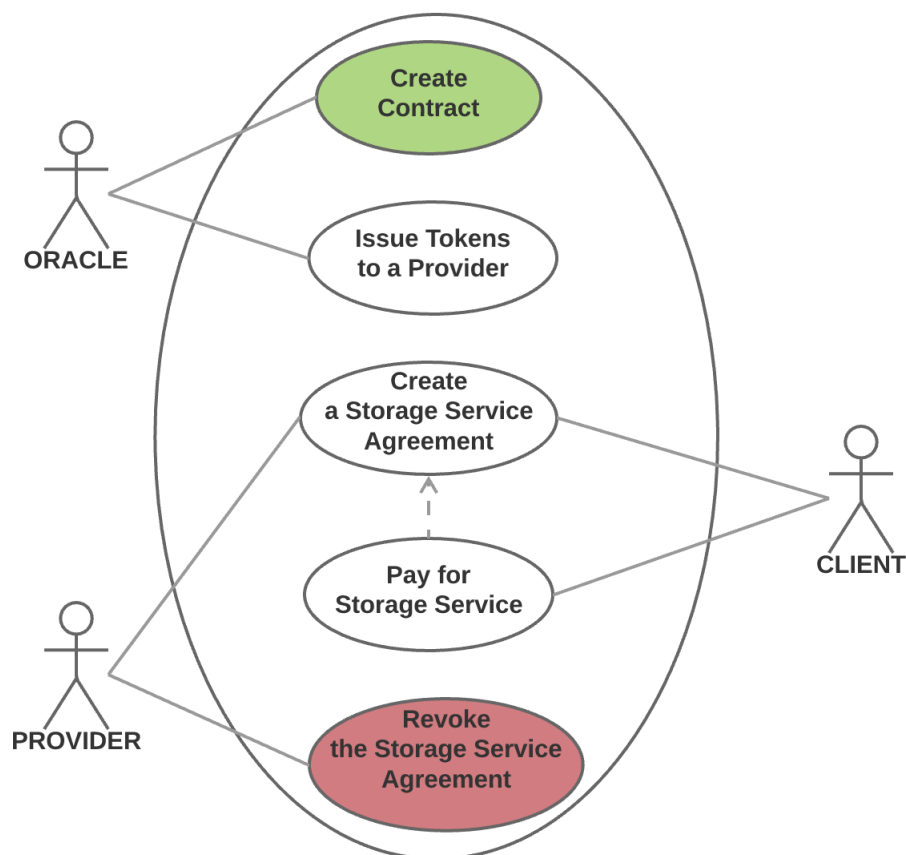 Create
Contract
ORACLE
Issue Tokens
to a Provider
Create
a Storage Service
Agreement
CLIENT
Pay for
Storage Service
PROVIDER
Revoke
the Storage Service
Agreement